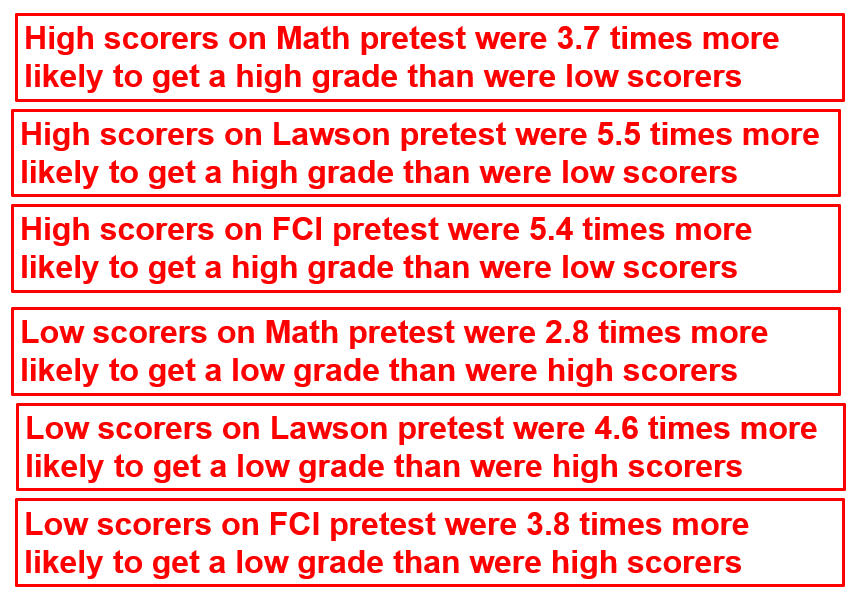 High scorers on Math pretest were 3.7 times more
likely to get a high grade than were low scorers
High scorers on Lawson pretest were 5.5 times more
likely to get a high grade than were low scorers
High scorers on FCI pretest were 5.4 times more
likely to get a high grade than were low scorers
Low scorers on Math pretest were 2.8 times more
likely to get a low grade than were high scorers
Low scorers on Lawson pretest were 4.6 times more
likely to get a low grade than were high scorers
Low scorers on FCI pretest were 3.8 times more
likely to get a low grade than were high scorers